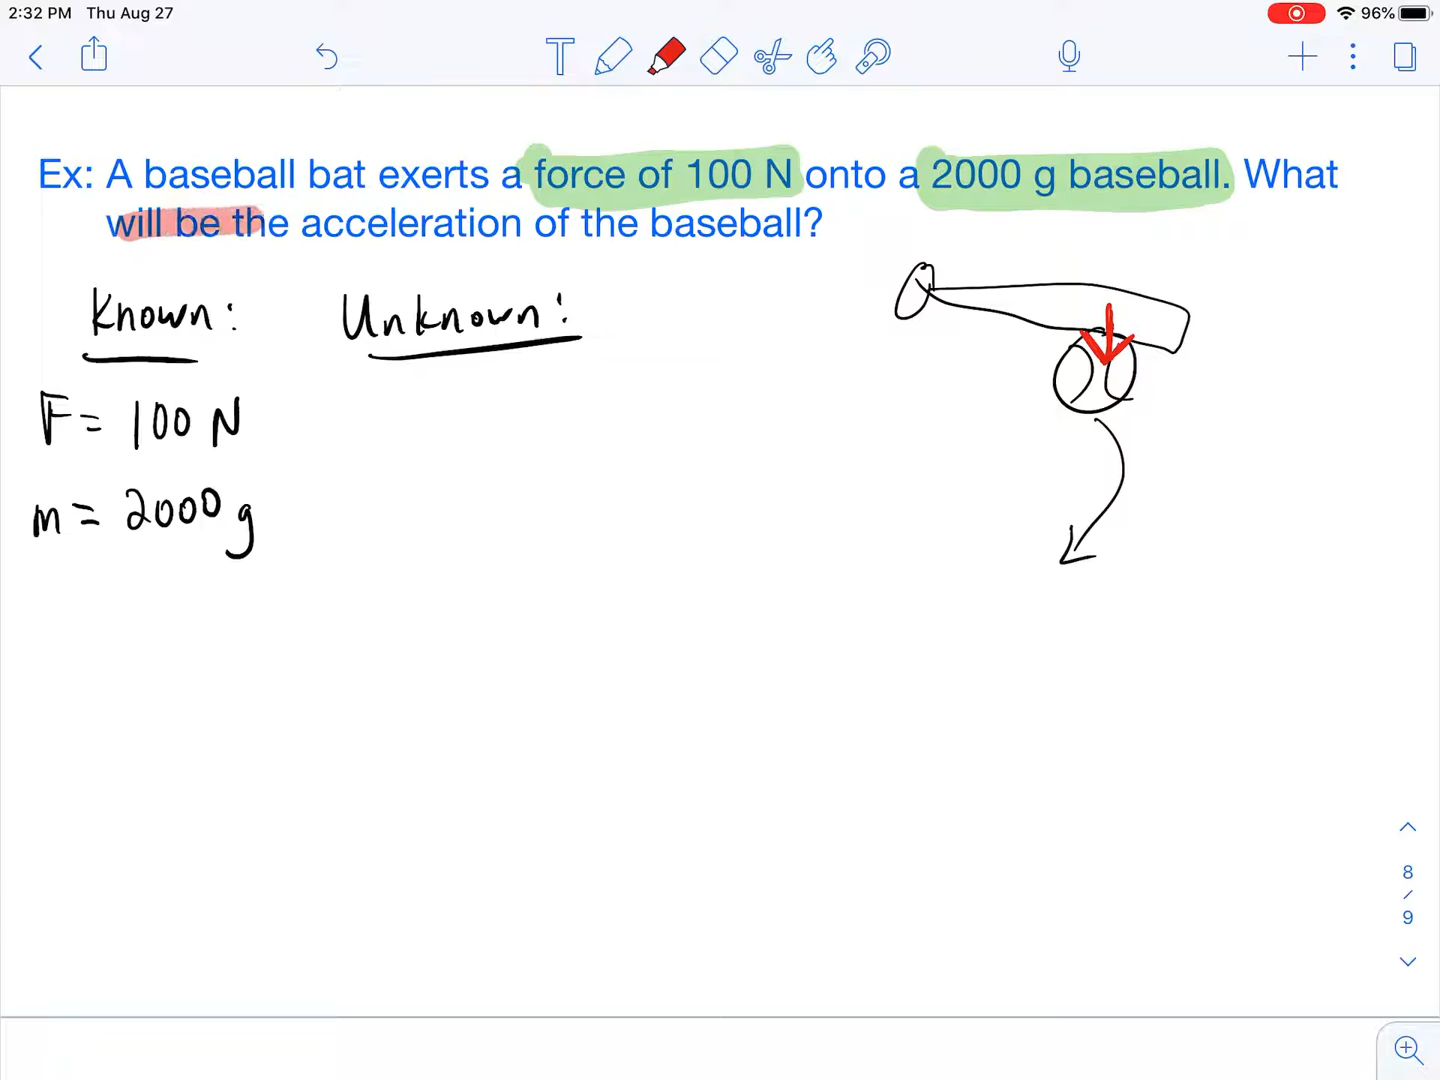 2:32 PM Thu Aug 27
96%
T
Ex: A baseball bat exerts a force of 100 N onto a 2000 g baseball. What
will be the acceleration of the baseball?
Known: Unknown:
F = 100 N
m = 2000 g
8
/
9